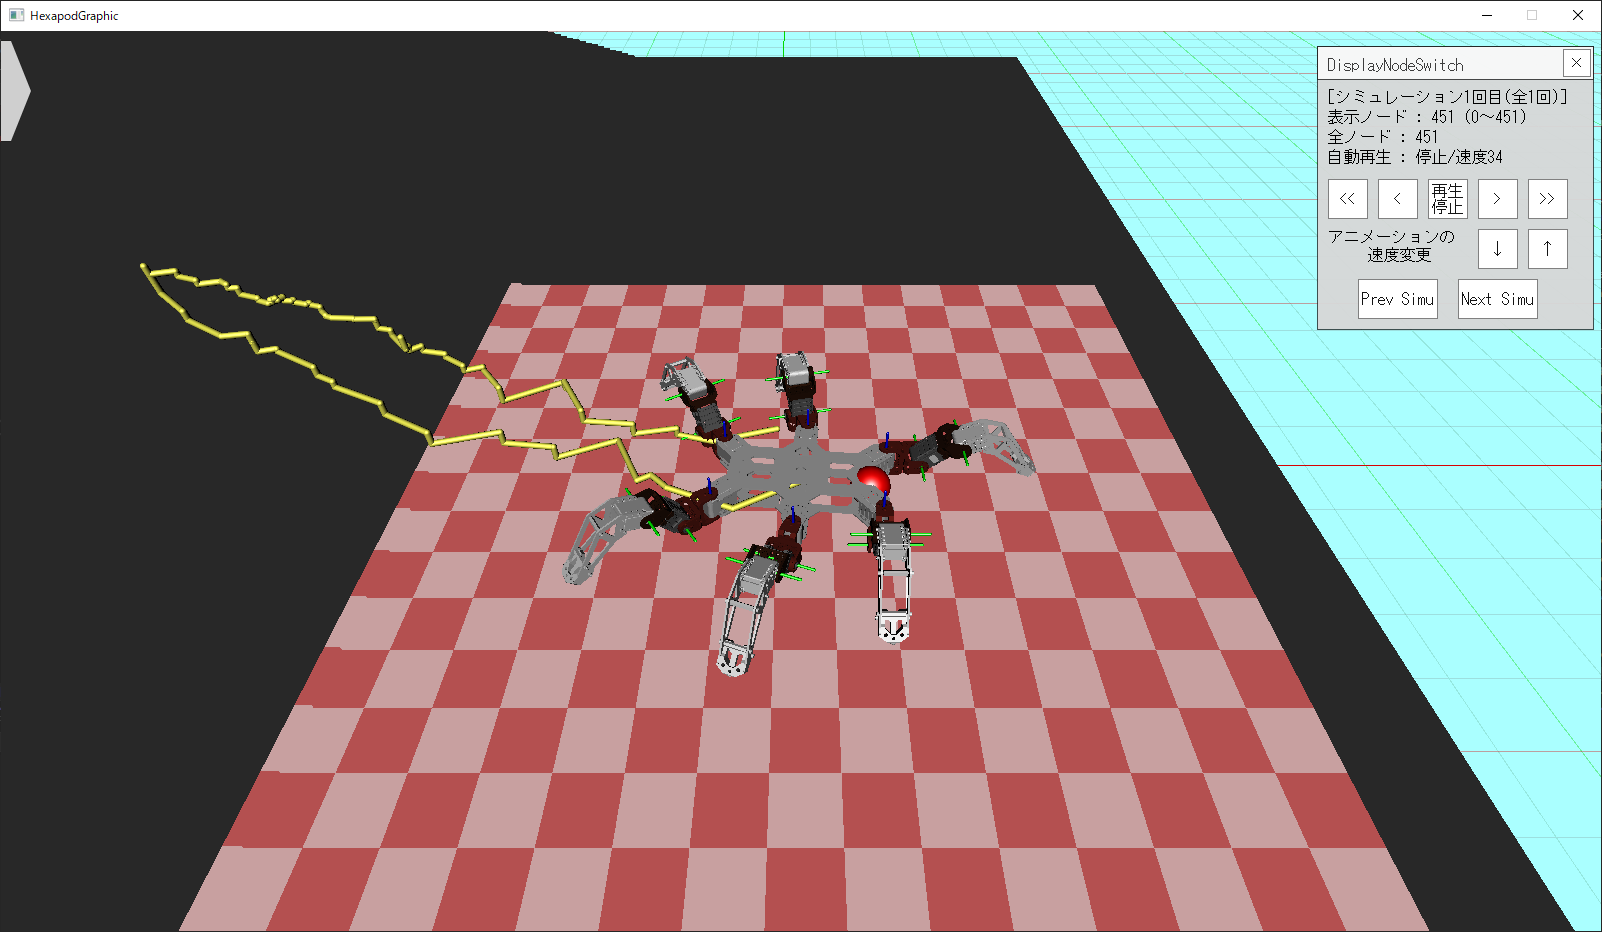 HexapodGraphic
DisplayNodeSwitch
[シミュレーション1回目(全1回)]
表示ノード : 451 (0～451)
全ノード : 451
自動再生 : 停止/速度34
<<
<
再生
停止
>
>>
アニメーションの
速度変更
↓
↑
Prev Simu
Next Simu